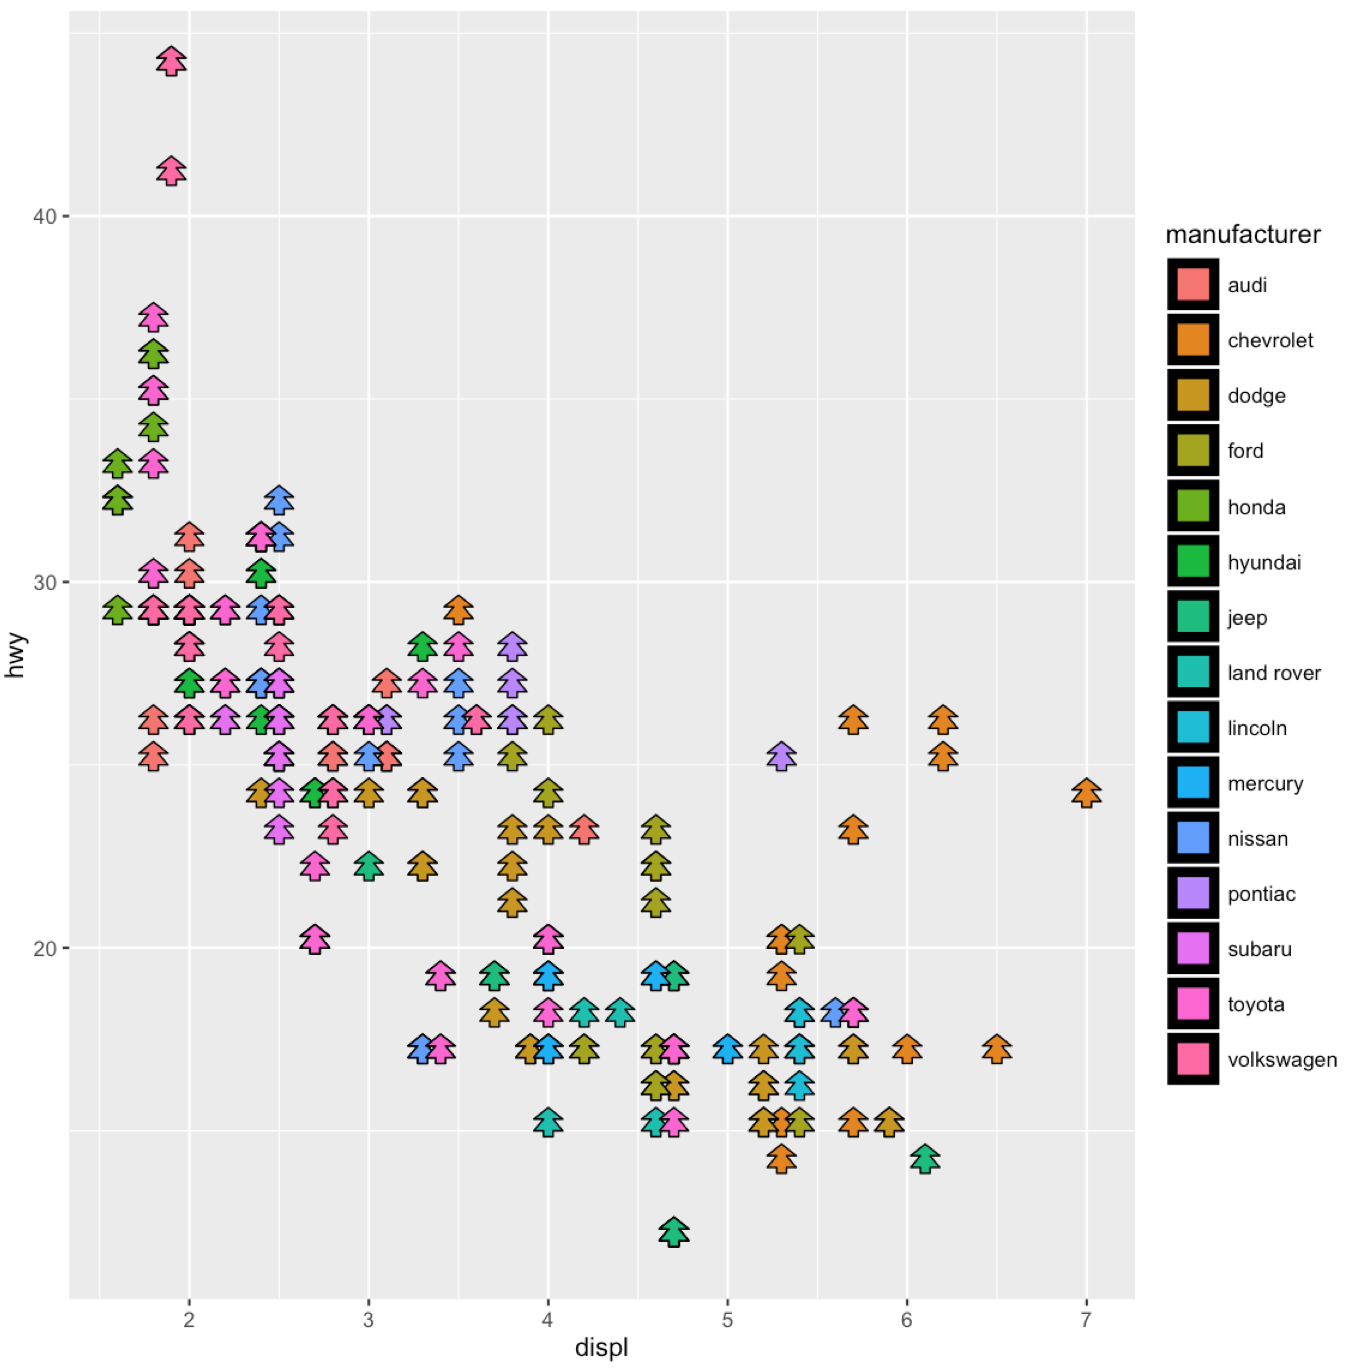 40
30
20
hwy
2 3 4 5 6 7
displ
manufacturer
audi
chevrolet
dodge
ford
honda
hyundai
jeep
land rover
lincoln
mercury
nissan
pontiac
subaru
toyota
volkswagen